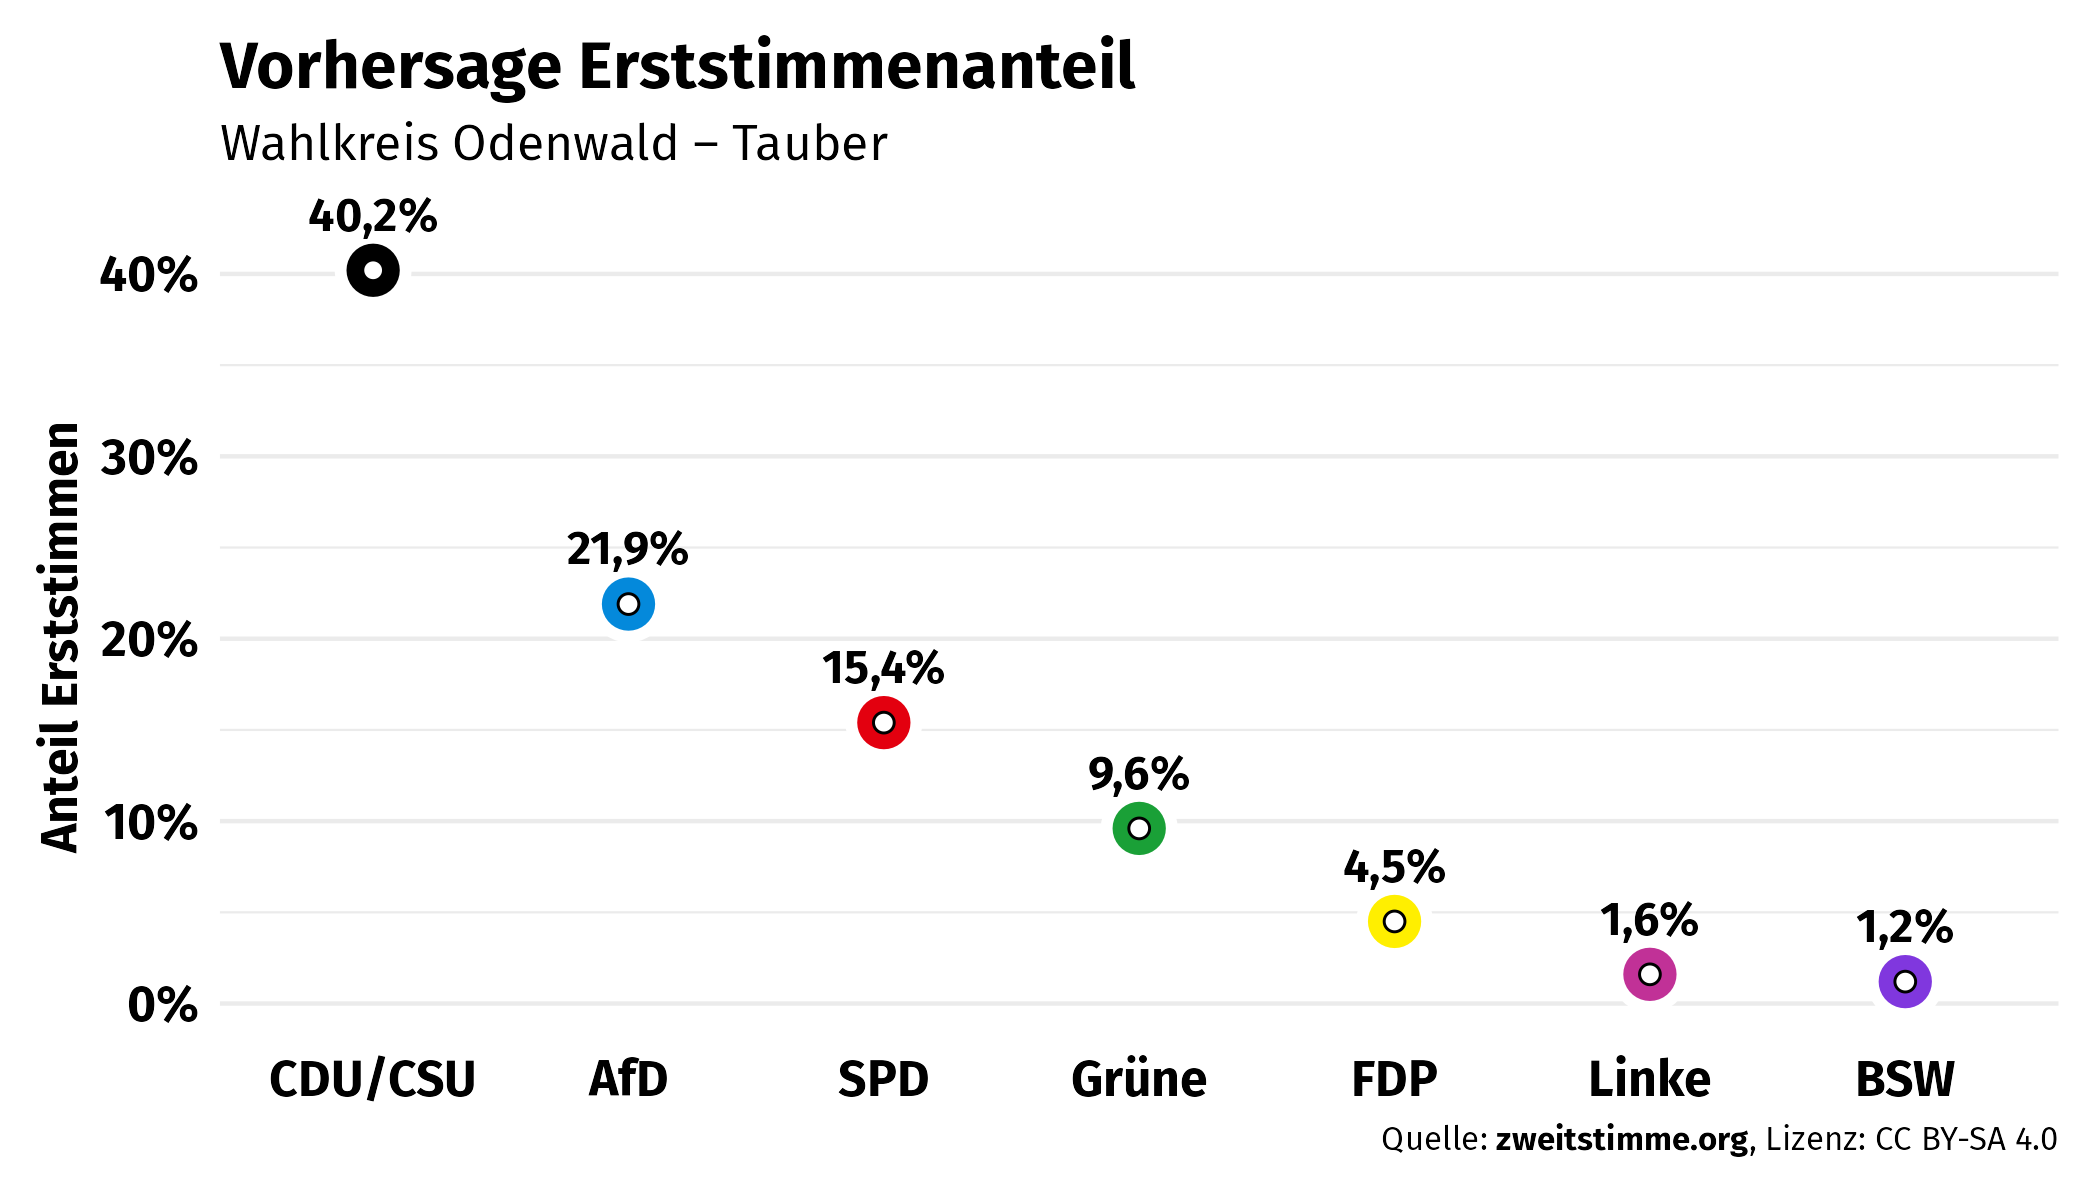 Vorhersage Erststimmenanteil
Wahlkreis Odenwald – Tauber
Anteil Erststimmen
40%
30%
20%
10%
0%
40,2%
21,9%
15,4%
9,6%
4,5%
1,6%
1,2%
CDU/CSU AfD SPD Grüne FDP Linke BSW
Quelle: zweitstimme.org, Lizenz: CC BY-SA 4.0